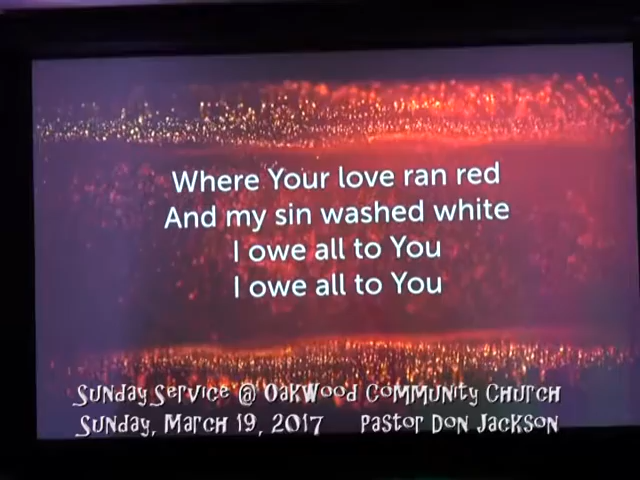 Where Your love ran red
And my sin washed white
I owe all to You
I owe all to You
Sunday Service @ Oakwood Community Church
Sunday, March 19, 2017 Pastor Don Jackson